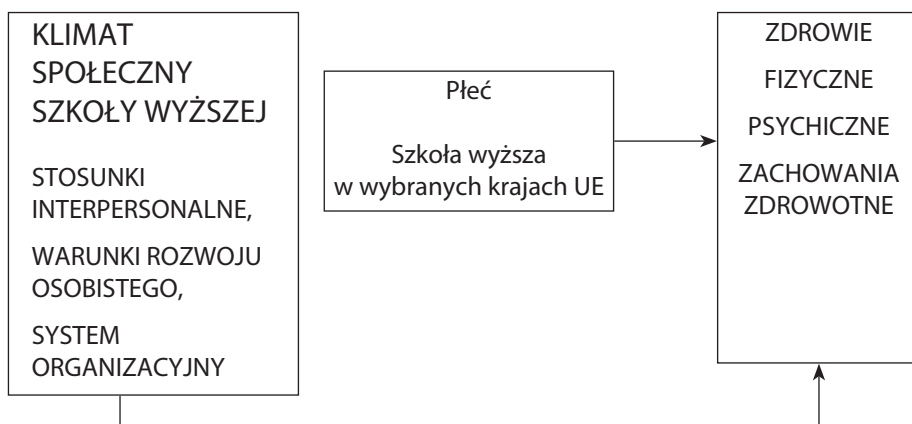 KLIMAT
SPOŁECZNY
SZKOŁY WYŻSZEJ
STOSUNKI
INTERPERSONALNE,
WARUNKI ROZWOJU
OSOBISTEGO,
SYSTEM
ORGANIZACYJNY
Płeć
Szkoła wyższa
w wybranych krajach UE
ZDROWIE
FIZYCZNE
PSYCHICZNE
ZACHOWANIA
ZDROWOTNE